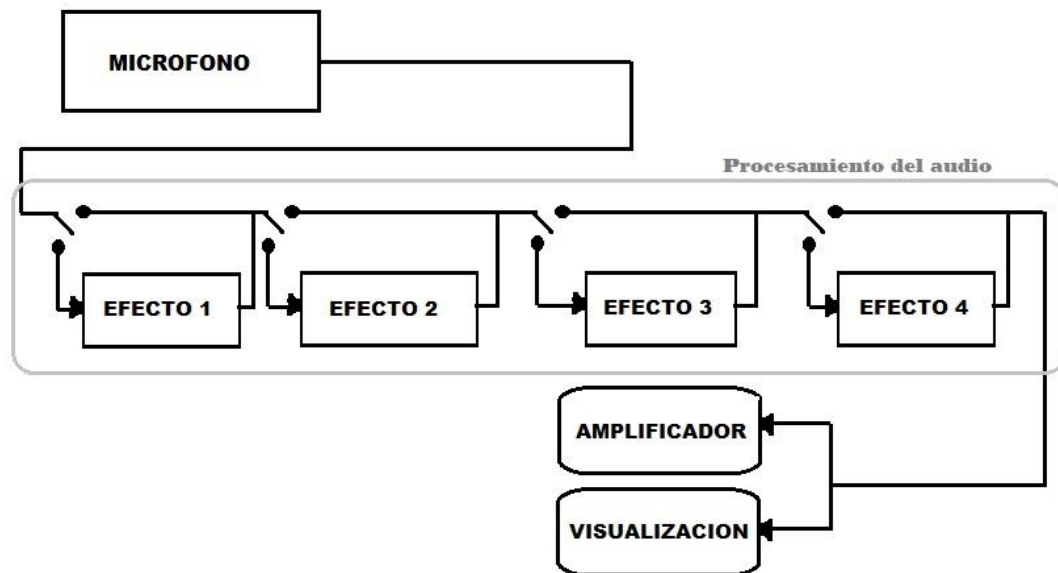 MICROFONO
Procesamiento del audio
EFECTO 1
EFECTO 2
EFECTO 3
EFECTO 4
AMPLIFICADOR
VISUALIZACION